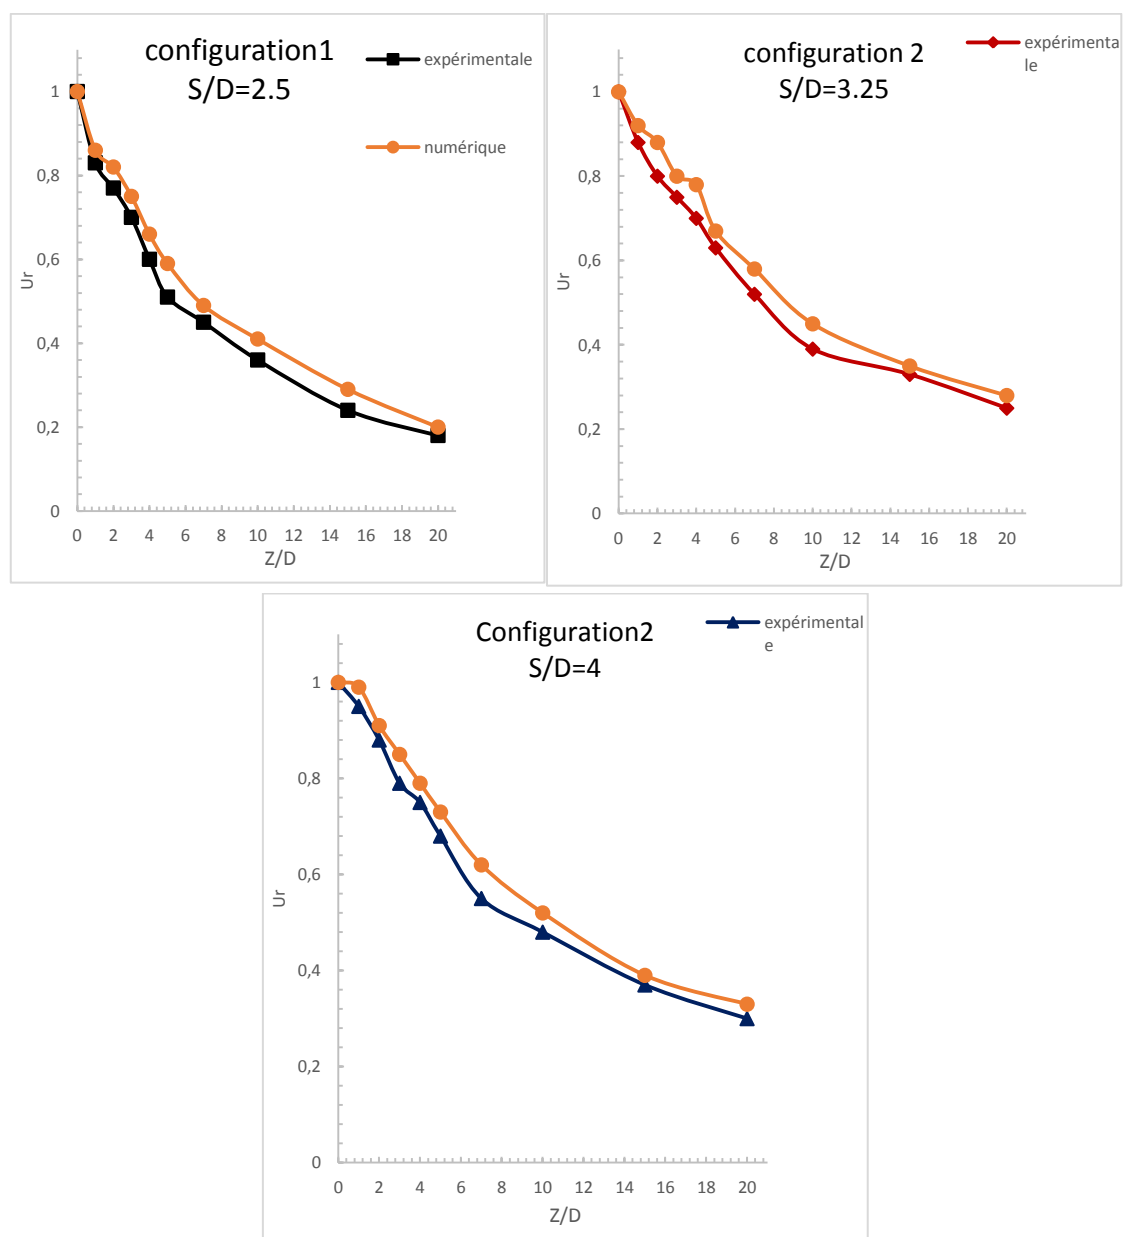 configuration1
S/D=2.5
expérimentale
numérique
1
0,8
0,6
0,4
0,2
0
Ur
0 2 4 6 8 10 12 14 16 18 20
Z/D
configuration 2
S/D=3.25
expérimenta
le
1
0,8
0,6
0,4
0,2
0
Ur
0 2 4 6 8 10 12 14 16 18 20
Z/D
Configuration2
S/D=4
expérimental
e
1
0,8
0,6
0,4
0,2
0
Ur
0 2 4 6 8 10 12 14 16 18 20
Z/D